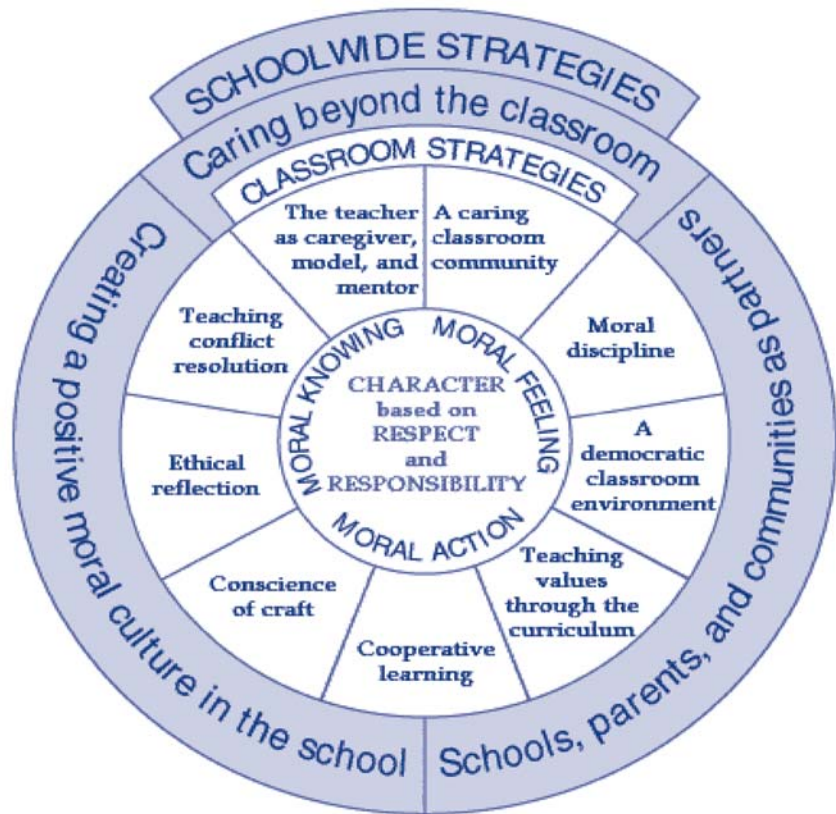 SCHOOLWIDE STRATEGIES
Caring beyond the classroom
CLASSROOM STRATEGIES
The teacher
as caregiver,
model, and
mentor
A caring
classroom
community
Moral
discipline
A
democratic
classroom
environment
Teaching
values
through the
curriculum
Cooperative
learning
Conscience
of craft
Ethical
reflection
Teaching
conflict
resolution
MORAL KNOWING
MORAL FEELING
MORAL ACTION
CHARACTER
based on
RESPECT
and
RESPONSIBILITY
Creating a positive moral culture in the school
Schools, parents, and communities as partners